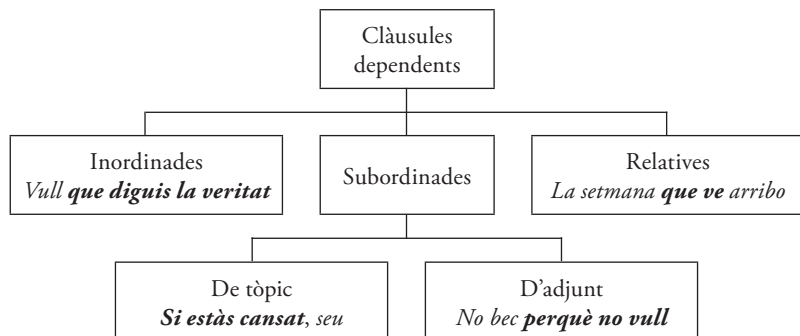 Clàusules
dependents
Inordinades
Vull que diguis la veritat
Subordinades
Relatives
La setmana que ve arribo
De tòpic
Si estàs cansat, seu
D'adjunt
No bec perquè no vull